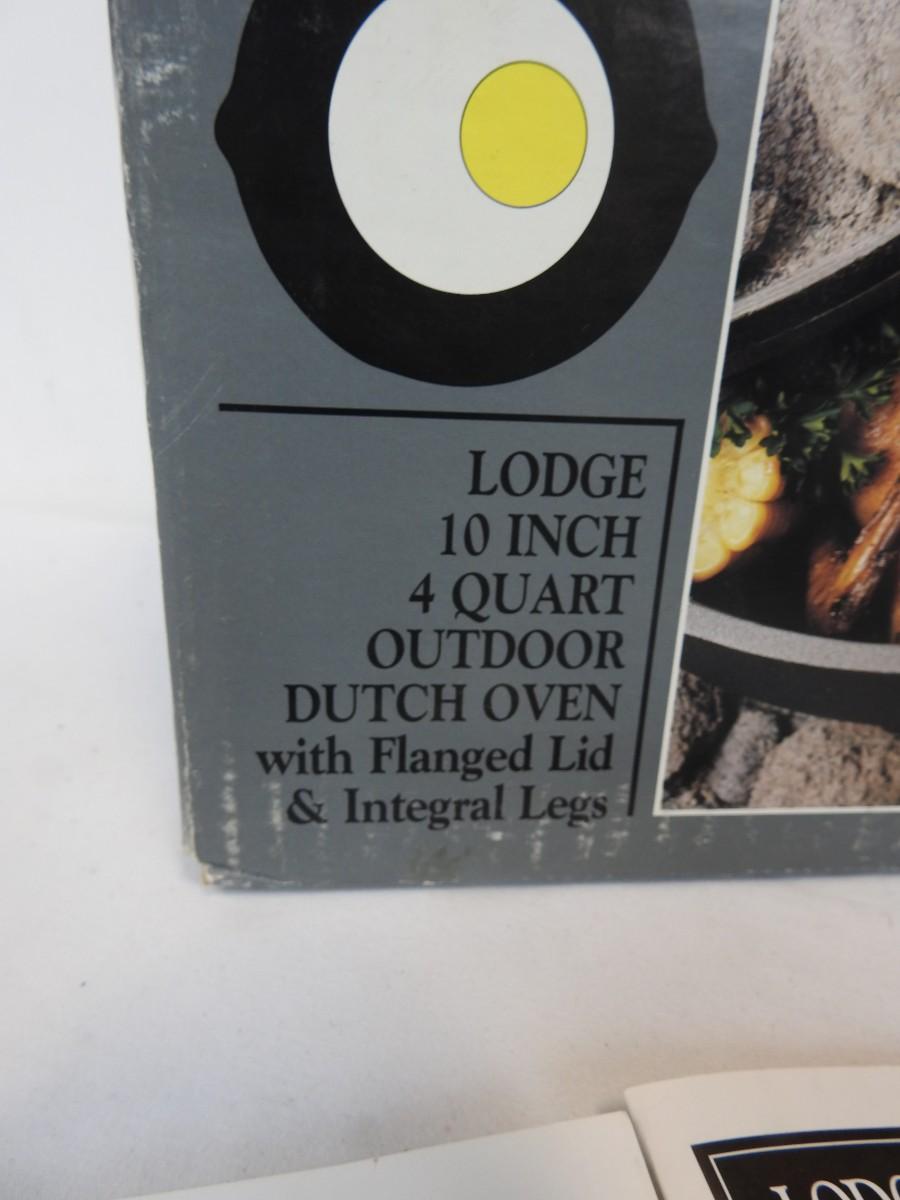 LODGE
10 INCH
4 QUART
OUTDOOR
DUTCH OVEN
with Flanged Lid
& Integral Legs